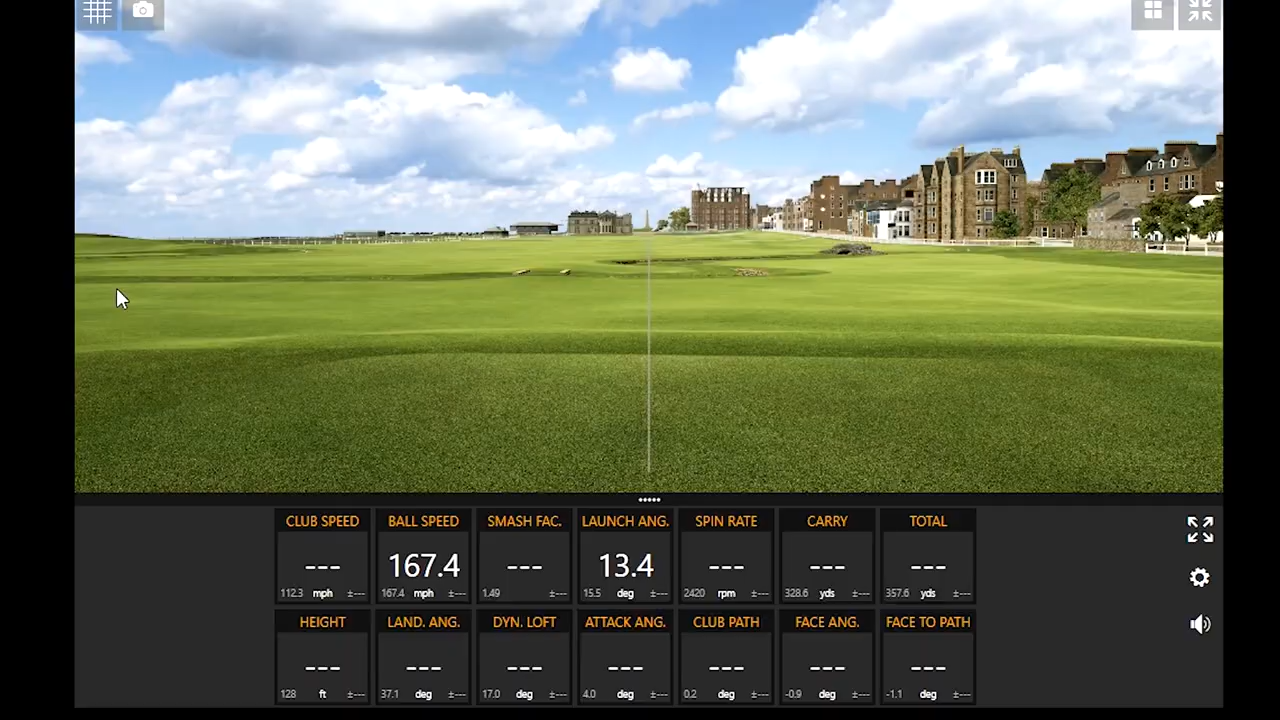 CLUB SPEED BALL SPEED SMASH FAC. LAUNCH ANG. SPIN RATE CARRY TOTAL
--- 167.4 --- 13.4 --- --- ---
112.3 mph ±--- 167.4 mph ±--- 1.49 ±--- 15.5 deg ±--- 2420 rpm ±--- 328.6 yds ±--- 357.6 yds ±---
HEIGHT LAND. ANG. DYN. LOFT ATTACK ANG. CLUB PATH FACE ANG. FACE TO PATH
--- --- --- --- --- --- ---
128 ft ±--- 37.1 deg ±--- 17.0 deg ±--- 4.0 deg ±--- 0.2 deg ±--- -0.9 deg ±--- -1.1 deg ±---